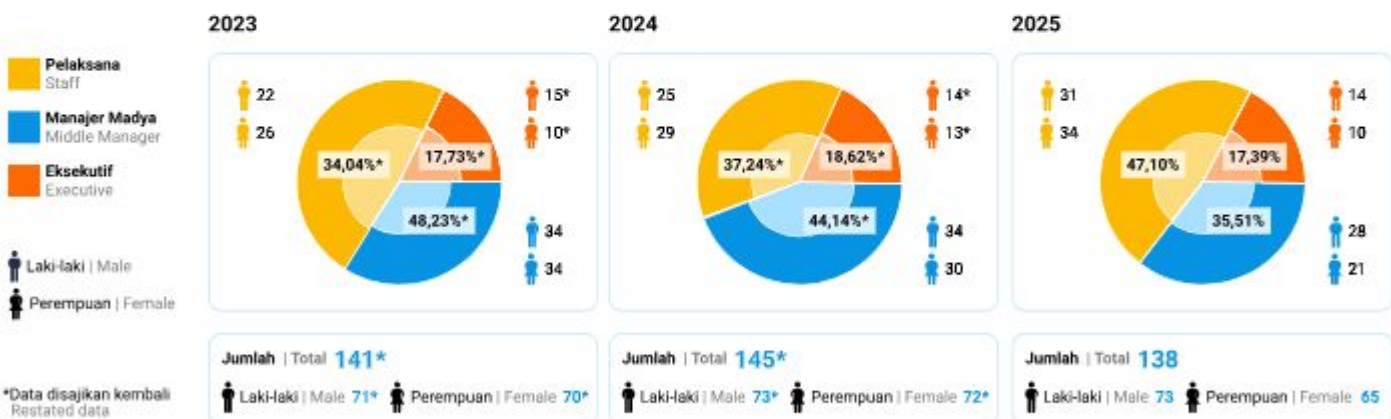 2023
2024
2025
Pelaksana
Staff
Manajer Madya
Middle Manager
Eksekutif
Executive
Laki-laki | Male
Perempuan | Female
*Data disajikan kembali
Restated data
22
26
15*
10*
34,04%*
17,73%*
48,23%*
34
34
Jumlah | Total 141*
Laki-laki | Male 71* Perempuan | Female 70*
25
29
14*
13*
37,24%*
18,62%*
44,14%*
34
30
Jumlah | Total 145*
Laki-laki | Male 73* Perempuan | Female 72*
31
34
14
10
47,10%
17,39%
35,51%
28
21
Jumlah | Total 138
Laki-laki | Male 73 Perempuan | Female 65